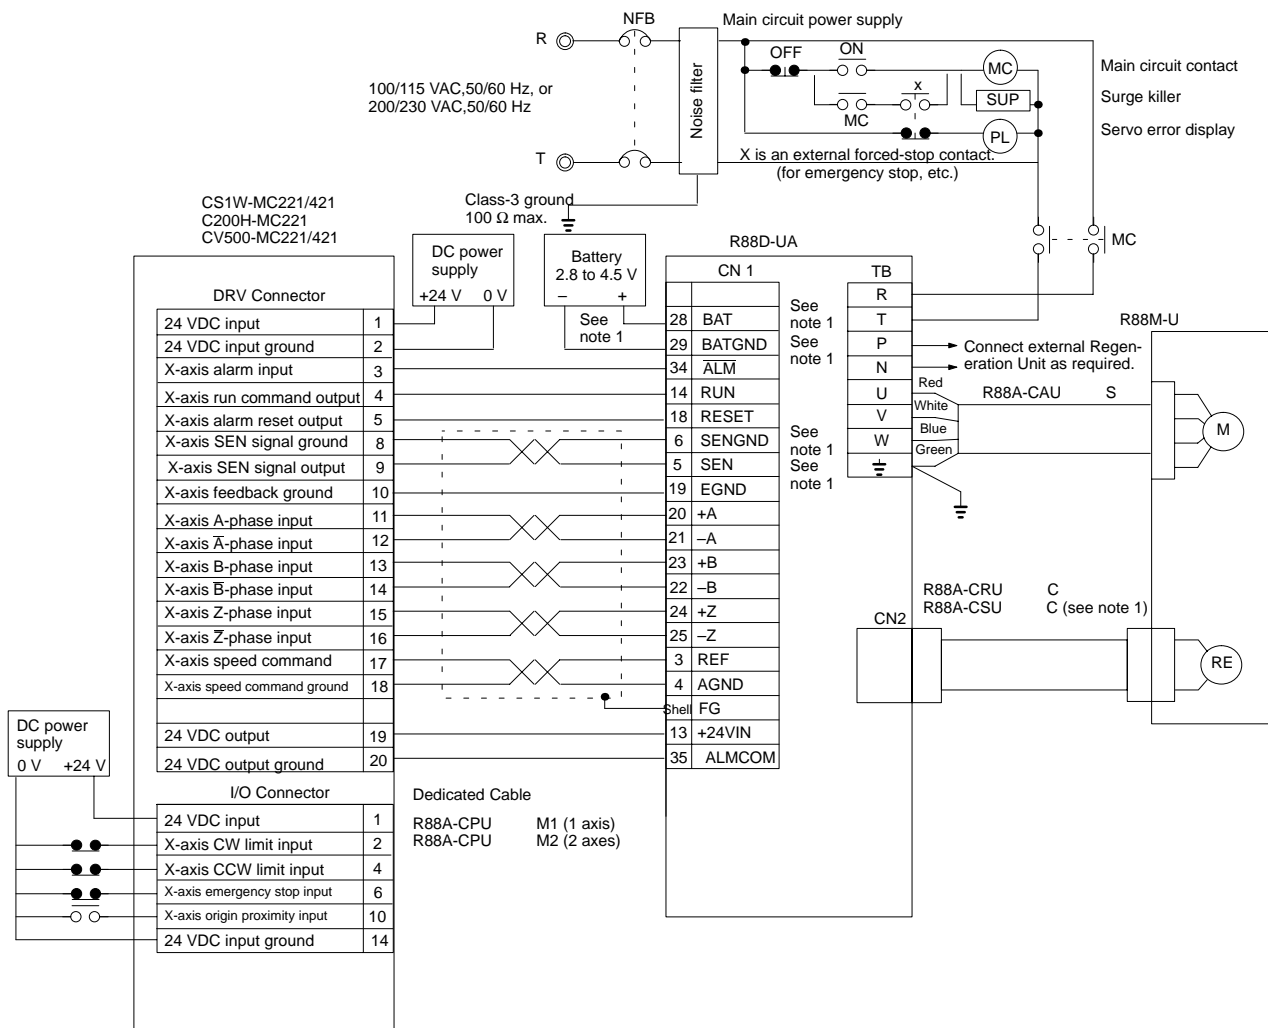 NFB
Main circuit power supply
R
OFF
ON
MC
Main circuit contact
100/115 VAC,50/60 Hz, or
200/230 VAC,50/60 Hz
Noise filter
x
SUP
Surge killer
MC
PL
Servo error display
T
X is an external forced-stop contact.
(for emergency stop, etc.)
CS1W-MC221/421
C200H-MC221
CV500-MC221/421
Class-3 ground
100 Ω max.
MC
DC power
supply
+24 V 0 V
Battery
2.8 to 4.5 V
– +
See
note 1
R88D-UA
CN 1
TB
DRV Connector
24 VDC input 1
24 VDC input ground 2
X-axis alarm input 3
X-axis run command output 4
X-axis alarm reset output 5
X-axis SEN signal ground 8
X-axis SEN signal output 9
X-axis feedback ground 10
X-axis A-phase input 11
X-axis A̅-phase input 12
X-axis B-phase input 13
X-axis B̅-phase input 14
X-axis Z-phase input 15
X-axis Z̅-phase input 16
X-axis speed command 17
X-axis speed command ground 18
24 VDC output 19
24 VDC output ground 20
28 BAT
29 BATGND
34 A̅L̅M̅
14 RUN
18 RESET
6 SENGND
5 SEN
19 EGND
20 +A
21 –A
23 +B
22 –B
24 +Z
25 –Z
3 REF
4 AGND
Shell FG
13 +24VIN
35 ALMCOM
See
note 1
See
note 1
See
note 1
See
note 1
R
T
P
N
U
V
W
Connect external Regen-
eration Unit as required.
Red
White
Blue
Green
R88A-CAU S
R88M-U
M
R88A-CRU C
R88A-CSU C (see note 1)
CN2
RE
DC power
supply
0 V +24 V
I/O Connector
24 VDC input 1
X-axis CW limit input 2
X-axis CCW limit input 4
X-axis emergency stop input 6
X-axis origin proximity input 10
24 VDC input ground 14
Dedicated Cable
R88A-CPU M1 (1 axis)
R88A-CPU M2 (2 axes)